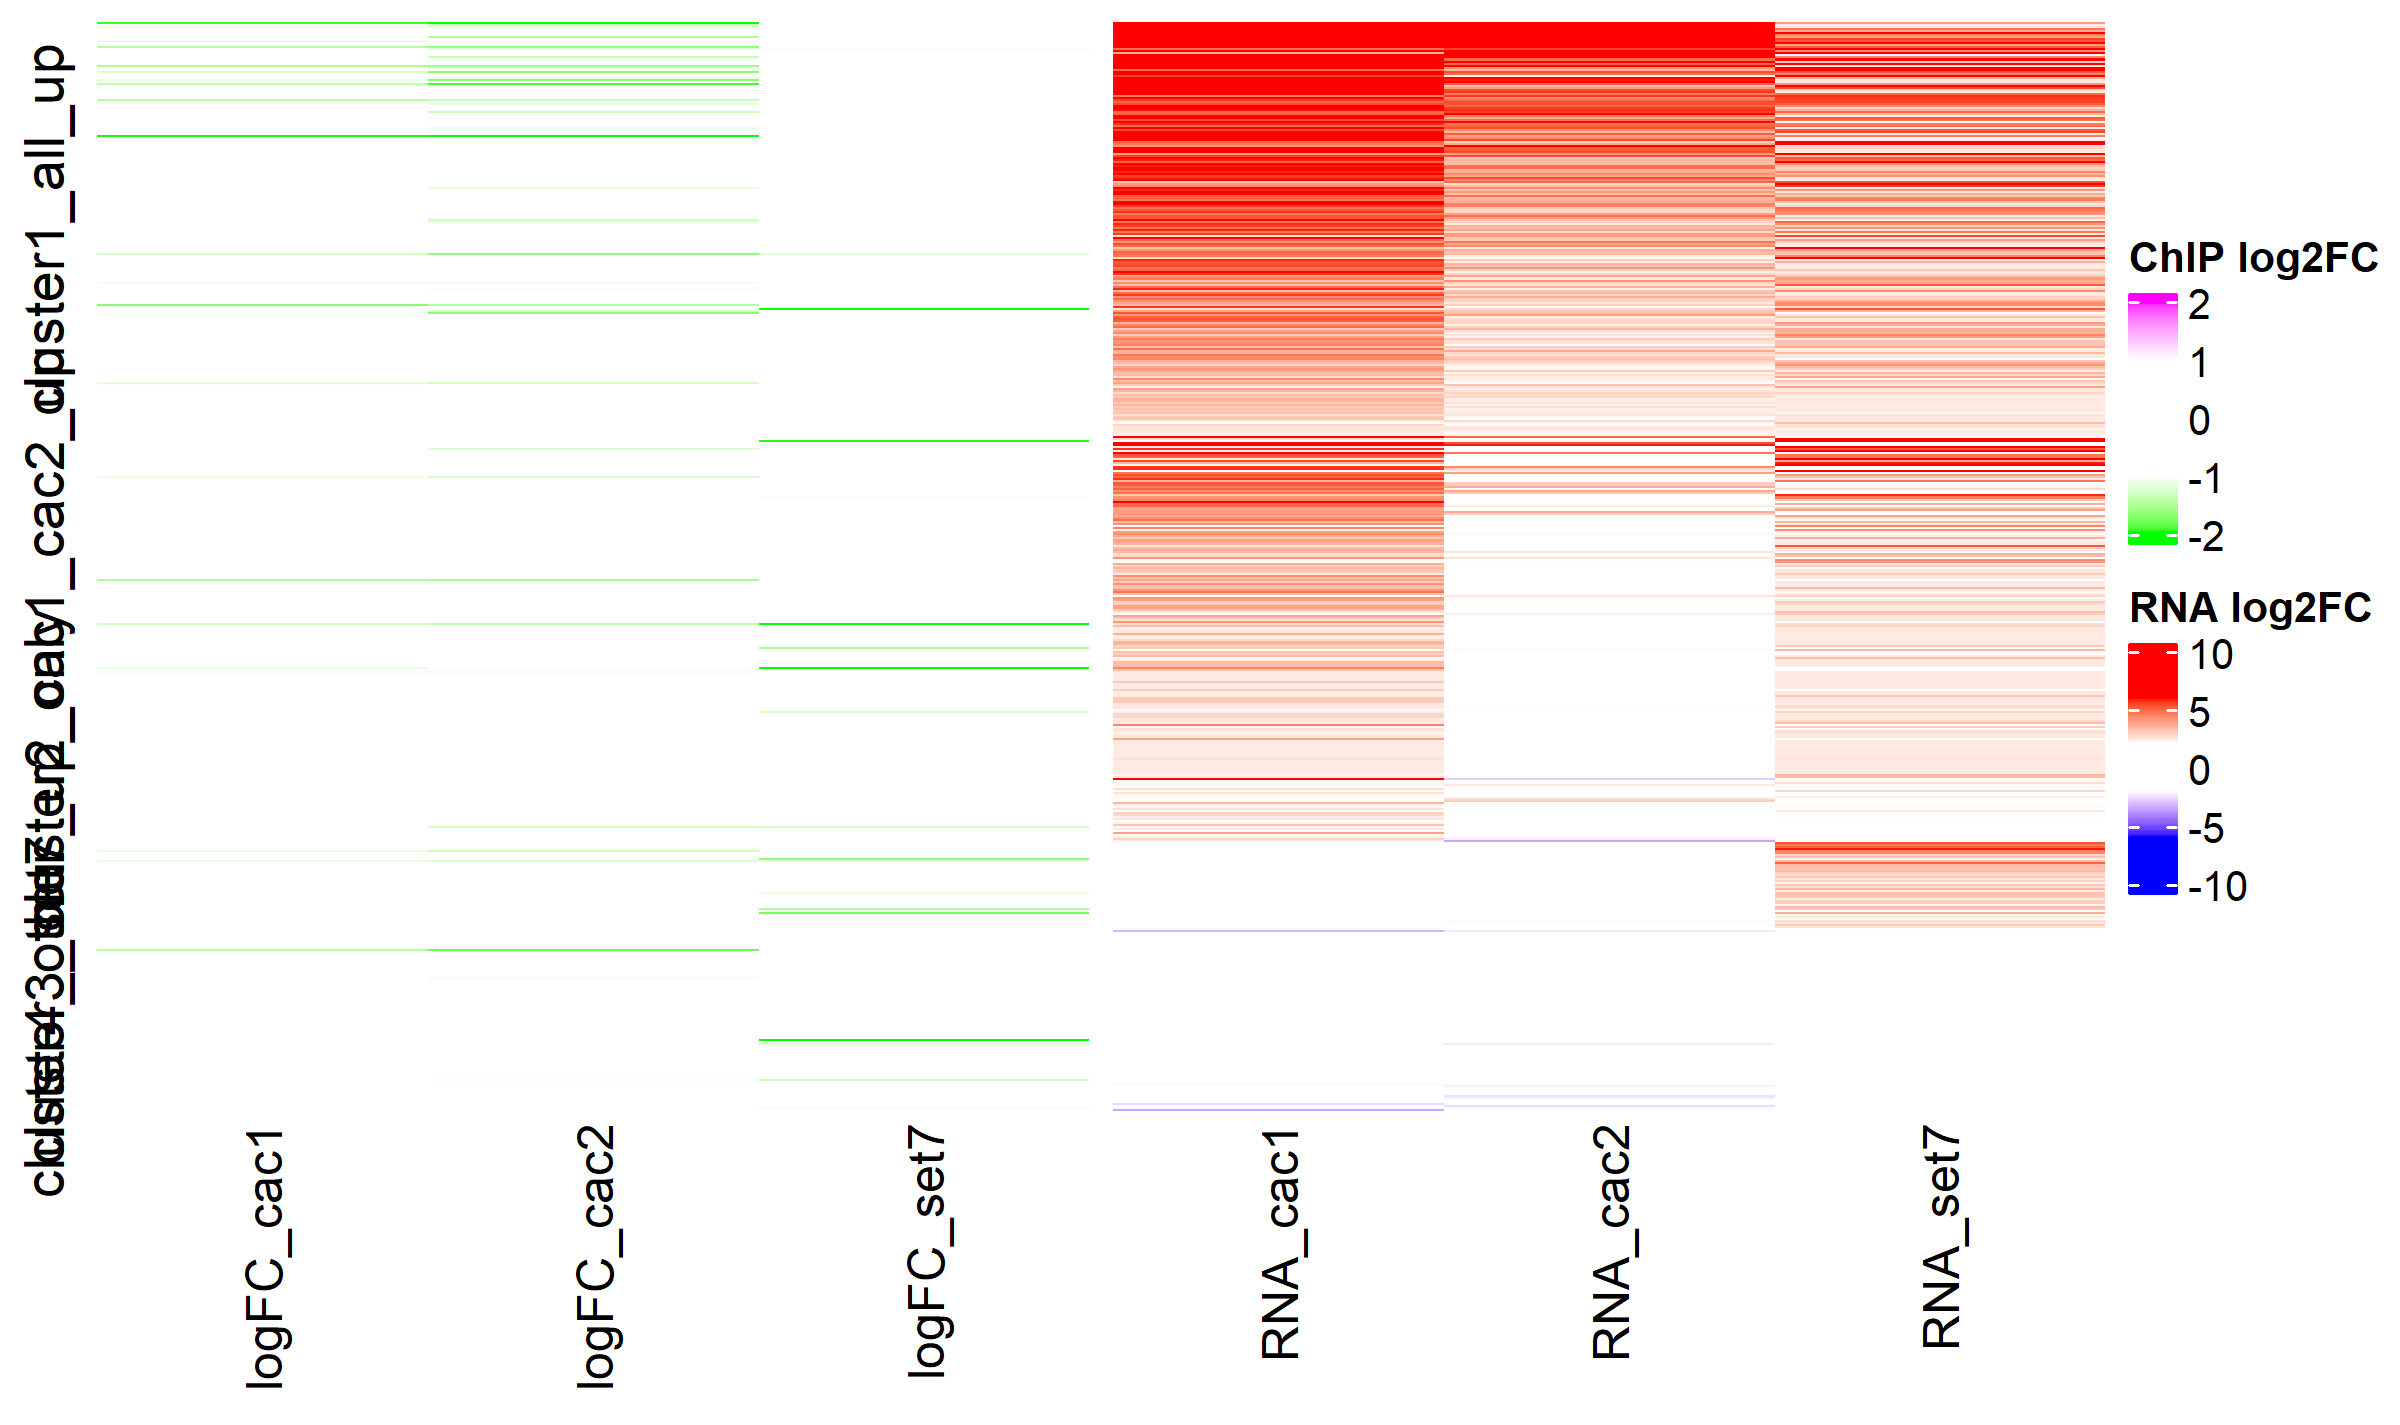 cluster1_all_up
ChIP log2FC
2
1
0
-1
-2
RNA log2FC
10
5
0
-5
-10
logFC_cac1
logFC_cac2
logFC_set7
RNA_cac1
RNA_cac2
RNA_set7